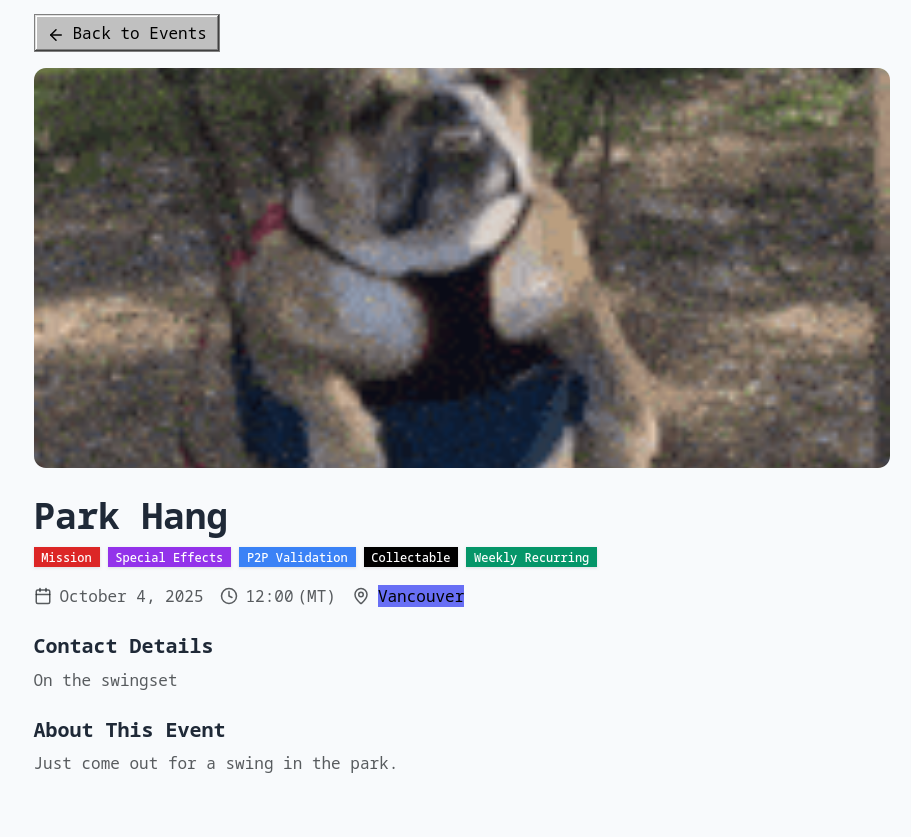 Back to Events
Park Hang
Mission Special Effects P2P Validation Collectable Weekly Recurring
October 4, 2025 12:00 (MT) Vancouver
Contact Details
On the swingset
About This Event
Just come out for a swing in the park.